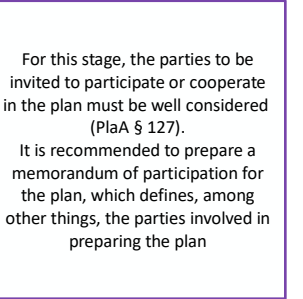 For this stage, the parties to be
invited to participate or cooperate
in the plan must be well considered
(PlaA § 127).
It is recommended to prepare a
memorandum of participation for
the plan, which defines, among
other things, the parties involved in
preparing the plan